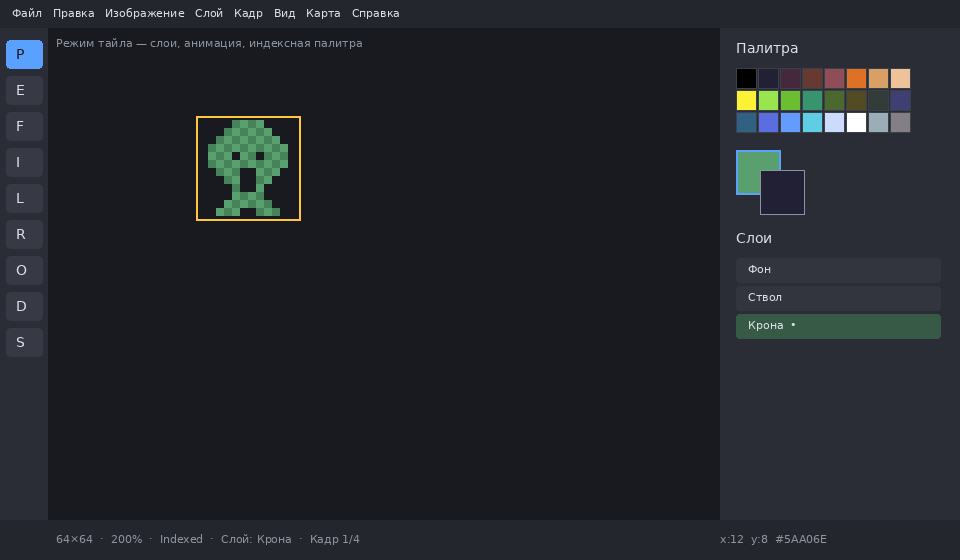 Файл Правка Изображение Слой Кадр Вид Карта Справка
P
E
F
I
L
R
O
D
S
Режим тайла — слои, анимация, индексная палитра
Палитра
Слои
Фон
Ствол
Крона •
64×64 · 200% · Indexed · Слой: Крона · Кадр 1/4
x:12 y:8 #5AA06E